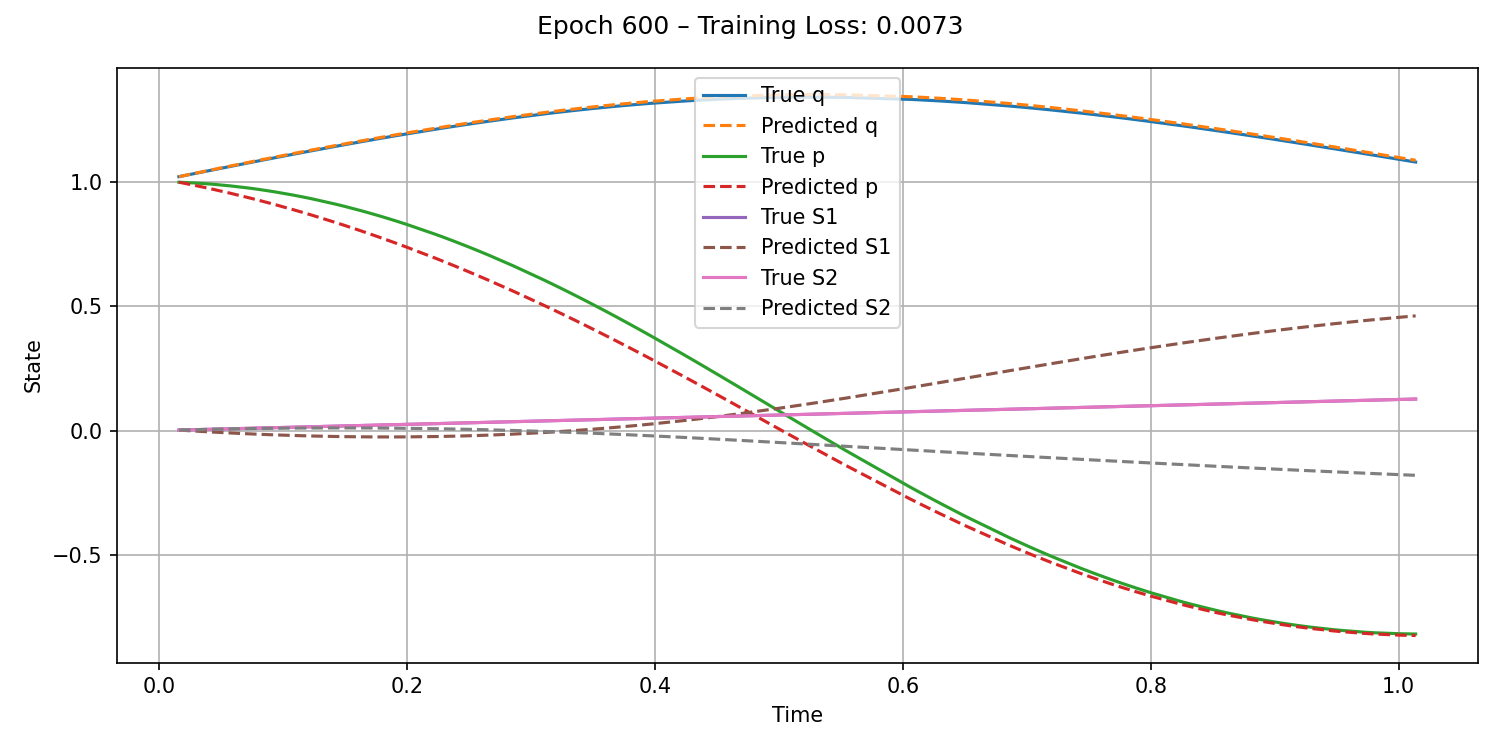 Epoch 600 – Training Loss: 0.0073
True q
Predicted q
True p
Predicted p
True S1
Predicted S1
True S2
Predicted S2
State
1.0
0.5
0.0
−0.5
0.0
0.2
0.4
0.6
0.8
1.0
Time